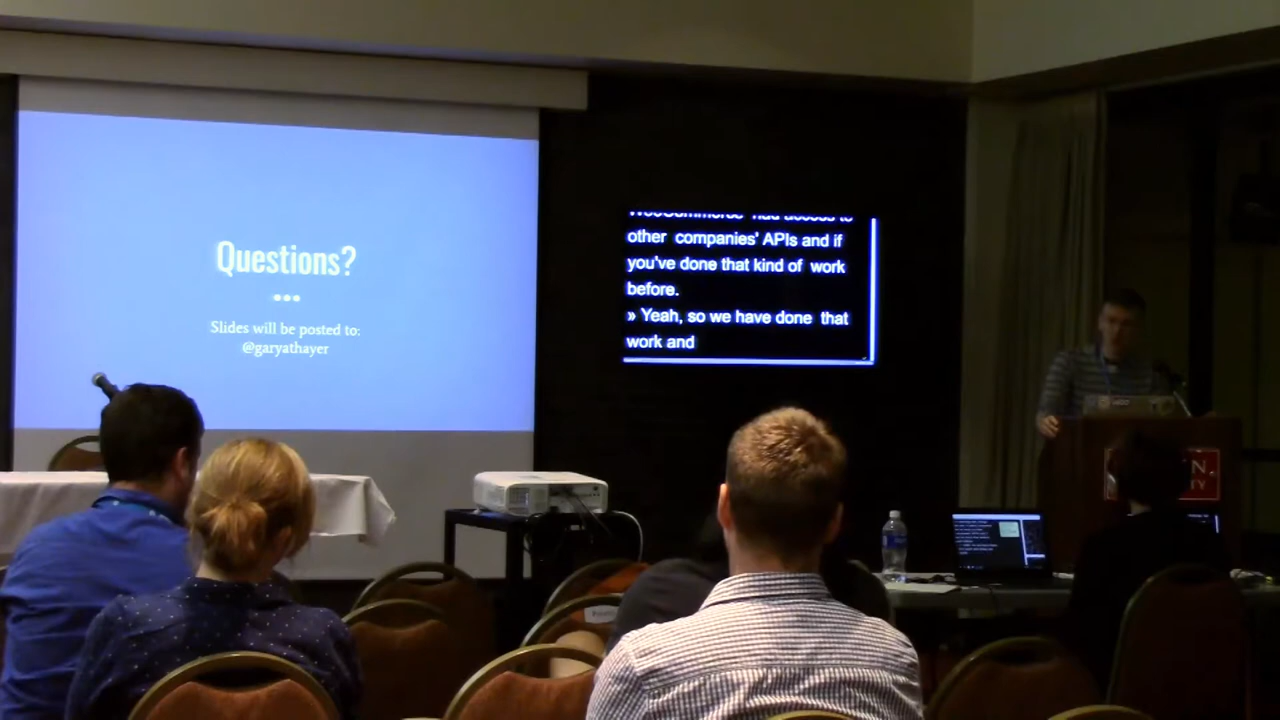 Questions?
Slides will be posted to:
@garyathayer
other companies' APIs and if
you've done that kind of work
before.
» Yeah, so we have done that
work and